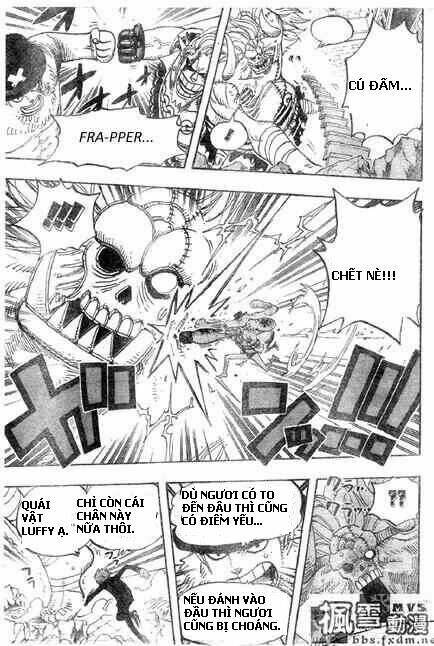 CÚ ĐẤM...
FRA-PPER...
!!!
CHẾT NÈ!!!
??
DÙ NGƯƠI CÓ TO
ĐẾN ĐÂU THÌ CŨNG
CÓ ĐIỂM YẾU...
NẾU ĐÁNH VÀO
ĐẦU THÌ NGƯƠI
CŨNG BỊ CHOÁNG.
CHỈ CÒN CÁI
CHÂN NÀY
NỮA THÔI.
QUÁI
VẬT
LUFFY Ạ.
MVS
楓雪動漫
bbs.fxdm.net